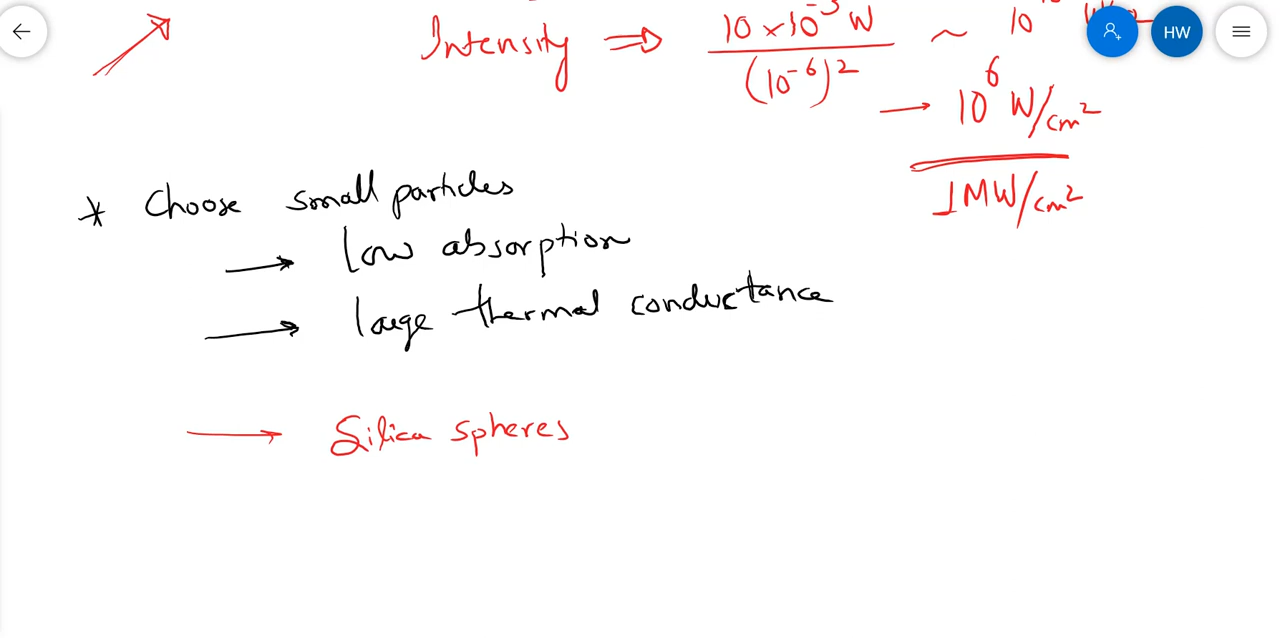 Intensity ⇒ 10 × 10⁻³ W / (10⁻⁶)² ~ 10
→ 10⁶ W/cm²
1MW/cm²
* Choose small particles
→ low absorption
→ large thermal conductance
→ Silica spheres
HW